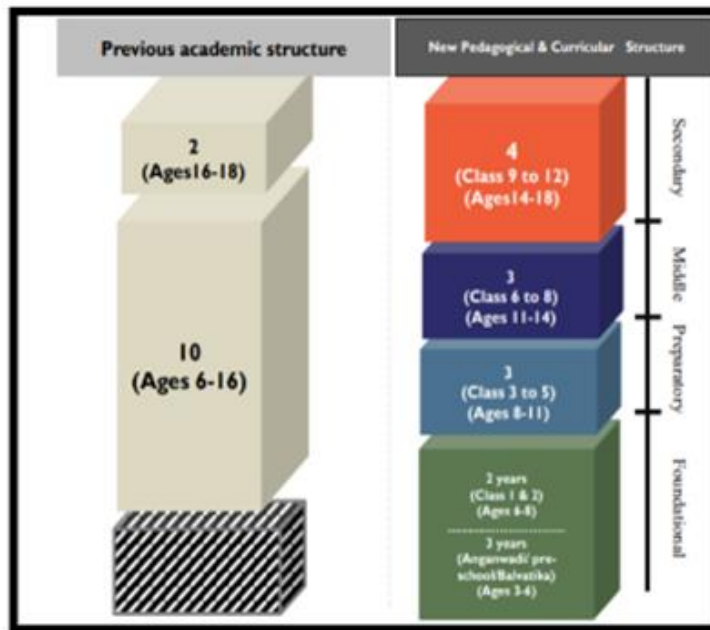 Previous academic structure
New Pedagogical & Curricular Structure
2
(Ages16-18)
10
(Ages 6-16)
4
(Class 9 to 12)
(Ages14-18)
3
(Class 6 to 8)
(Ages 11-14)
3
(Class 3 to 5)
(Ages 8-11)
2 years
(Class 1 & 2)
(Ages 6-8)
3 years
(Anganwadi/ pre-
school/Balvatika)
(Ages 3-6)
Secondary
Middle
Preparatory
Foundational